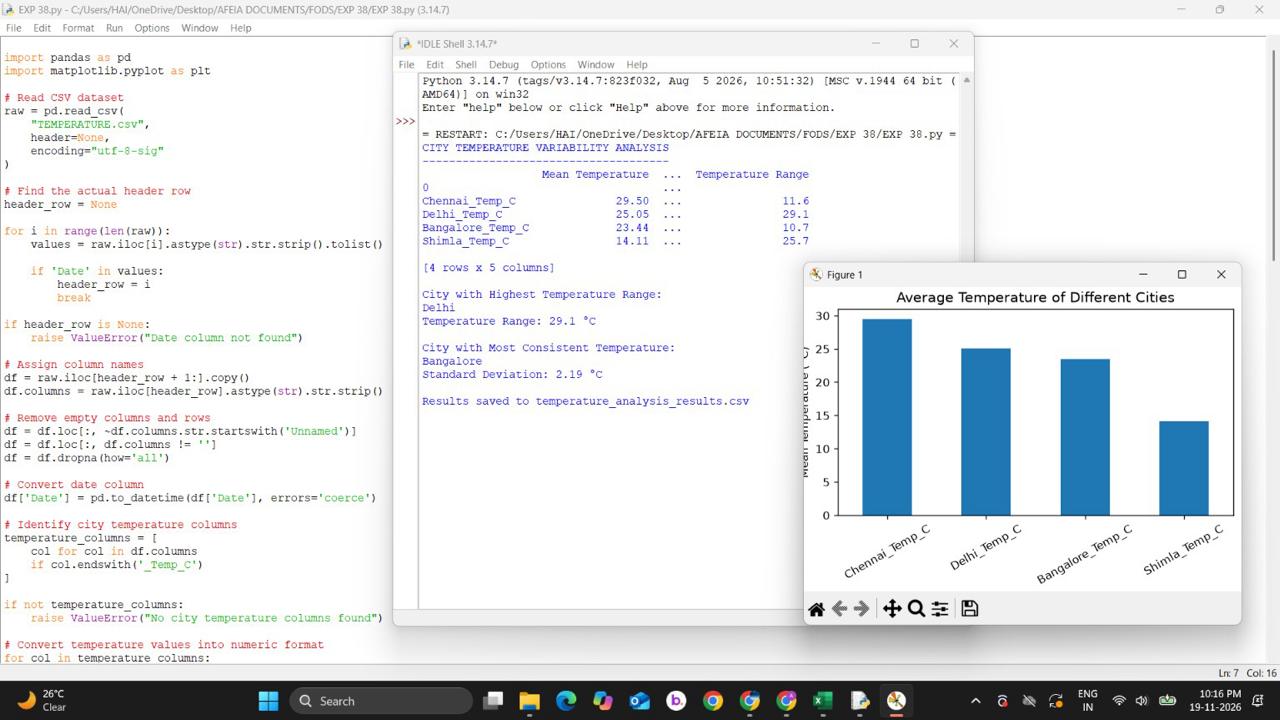 EXP 38.py - C:/Users/HAI/OneDrive/Desktop/AFEIA DOCUMENTS/FODS/EXP 38/EXP 38.py (3.14.7)
File Edit Format Run Options Window Help
import pandas as pd
import matplotlib.pyplot as plt
# Read CSV dataset
raw = pd.read_csv(
    "TEMPERATURE.csv",
    header=None,
    encoding="utf-8-sig"
)
# Find the actual header row
header_row = None
for i in range(len(raw)):
    values = raw.iloc[i].astype(str).str.strip().tolist()
    if 'Date' in values:
        header_row = i
        break
if header_row is None:
    raise ValueError("Date column not found")
# Assign column names
df = raw.iloc[header_row + 1:].copy()
df.columns = raw.iloc[header_row].astype(str).str.strip()
# Remove empty columns and rows
df = df.loc[:, ~df.columns.str.startswith('Unnamed')]
df = df.loc[:, df.columns != '']
df = df.dropna(how='all')
# Convert date column
df['Date'] = pd.to_datetime(df['Date'], errors='coerce')
# Identify city temperature columns
temperature_columns = [
    col for col in df.columns
    if col.endswith('_Temp_C')
]
if not temperature_columns:
    raise ValueError("No city temperature columns found")
# Convert temperature values into numeric format
for col in temperature_columns:
*IDLE Shell 3.14.7*
File Edit Shell Debug Options Window Help
Python 3.14.7 (tags/v3.14.7:823f032, Aug  5 2026, 10:51:32) [MSC v.1944 64 bit (
AMD64)] on win32
Enter "help" below or click "Help" above for more information.
>>>
= RESTART: C:/Users/HAI/OneDrive/Desktop/AFEIA DOCUMENTS/FODS/EXP 38/EXP 38.py =
CITY TEMPERATURE VARIABILITY ANALYSIS
--------------------------------------
Mean Temperature ... Temperature Range
0 ...
Chennai_Temp_C 29.50 ... 11.6
Delhi_Temp_C 25.05 ... 29.1
Bangalore_Temp_C 23.44 ... 10.7
Shimla_Temp_C 14.11 ... 25.7
[4 rows x 5 columns]
City with Highest Temperature Range:
Delhi
Temperature Range: 29.1 °C
City with Most Consistent Temperature:
Bangalore
Standard Deviation: 2.19 °C
Results saved to temperature_analysis_results.csv
Figure 1
Average Temperature of Different Cities
30
25
20
15
10
5
0
Chennai_Temp_C
Delhi_Temp_C
Bangalore_Temp_C
Shimla_Temp_C
Ln: 7 Col: 16
26°C
Clear
Search
ENG
IN
10:16 PM
19-11-2026